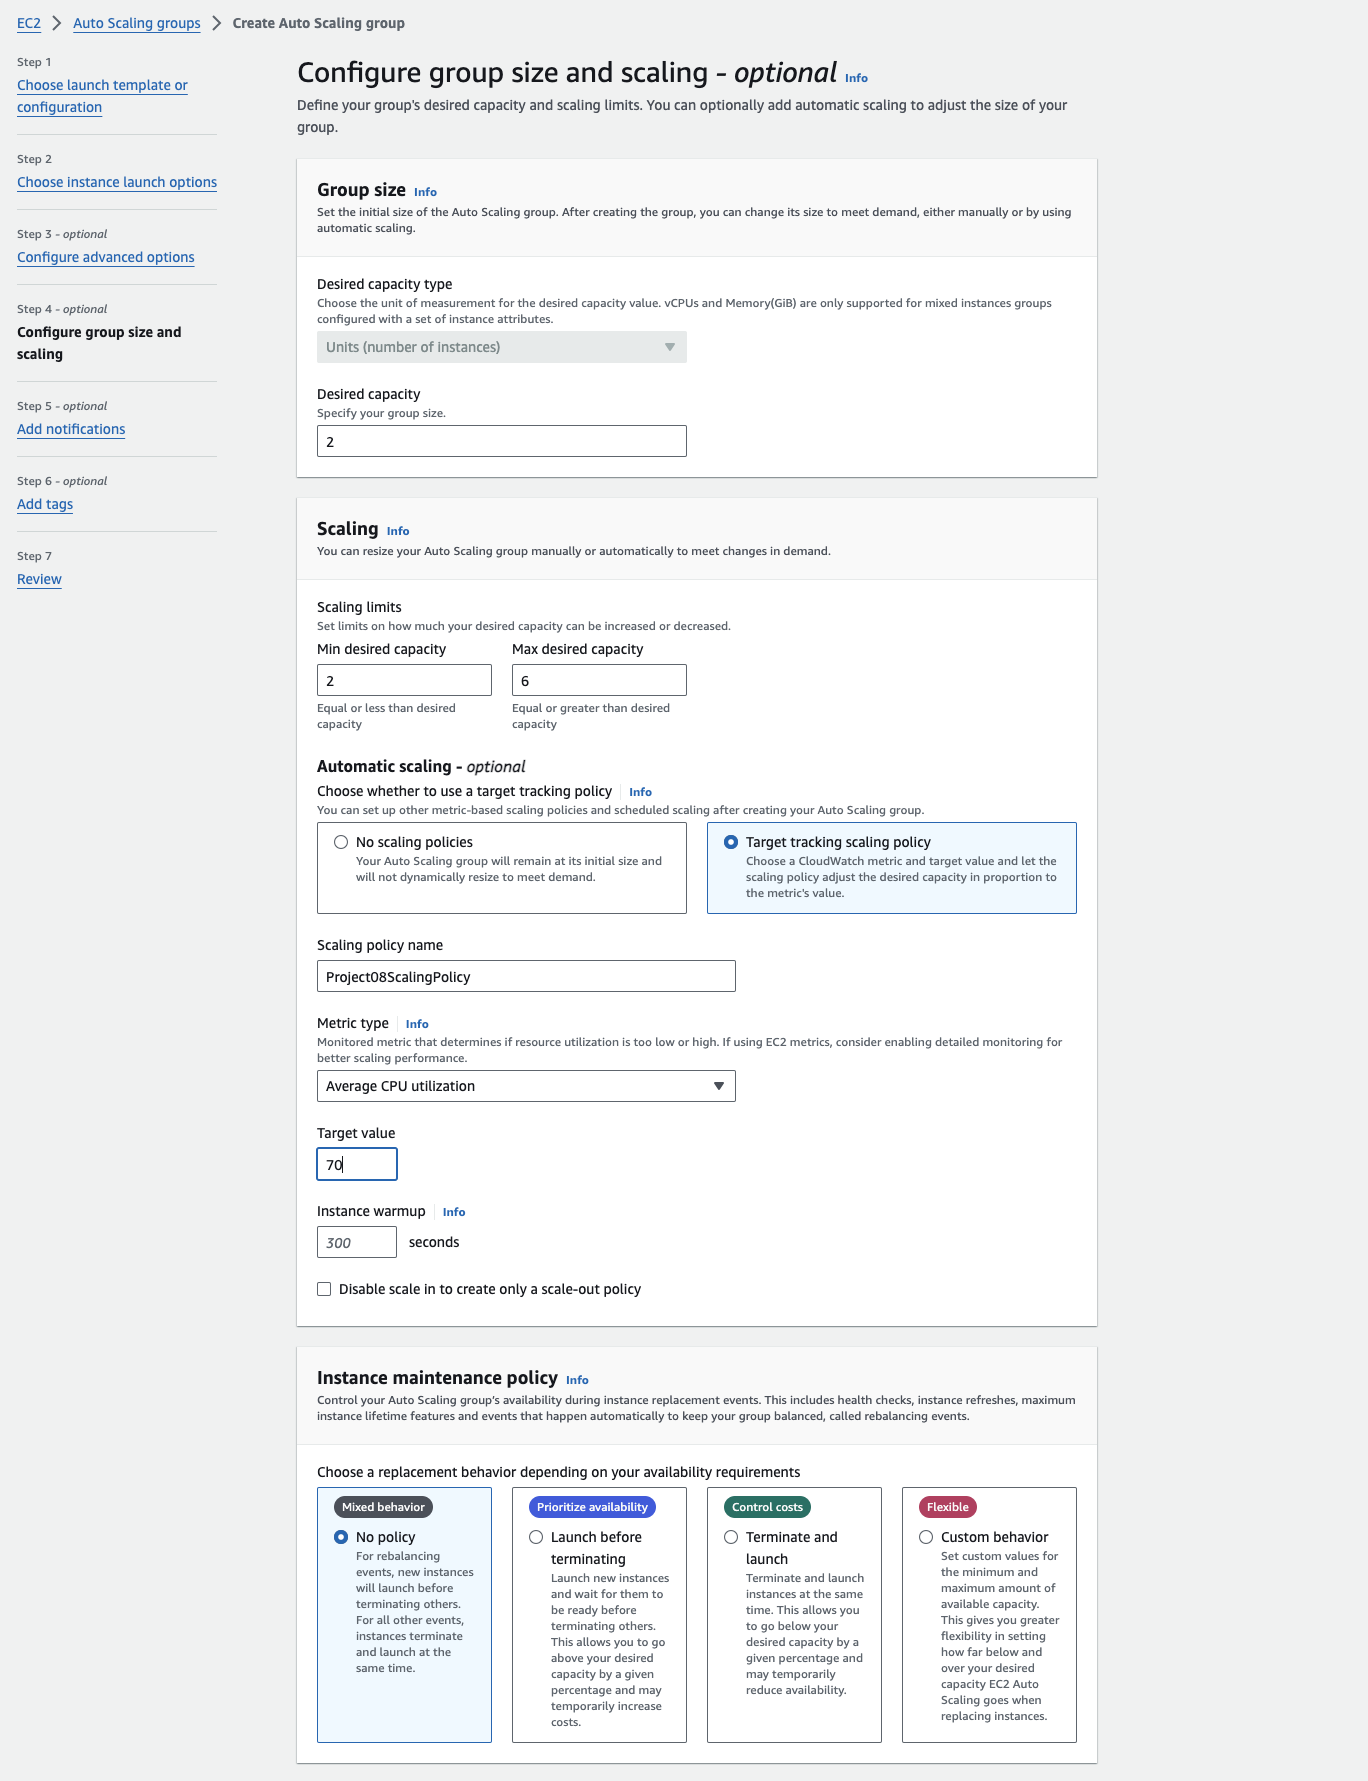 EC2 > Auto Scaling groups > Create Auto Scaling group
Step 1
Choose launch template or
configuration
Step 2
Choose instance launch options
Step 3 - optional
Configure advanced options
Step 4 - optional
Configure group size and
scaling
Step 5 - optional
Add notifications
Step 6 - optional
Add tags
Step 7
Review
Configure group size and scaling - optional Info
Define your group's desired capacity and scaling limits. You can optionally add automatic scaling to adjust the size of your
group.
Group size Info
Set the initial size of the Auto Scaling group. After creating the group, you can change its size to meet demand, either manually or by using
automatic scaling.
Desired capacity type
Choose the unit of measurement for the desired capacity value. vCPUs and Memory(GiB) are only supported for mixed instances groups
configured with a set of instance attributes.
Units (number of instances)
Desired capacity
Specify your group size.
2
Scaling Info
You can resize your Auto Scaling group manually or automatically to meet changes in demand.
Scaling limits
Set limits on how much your desired capacity can be increased or decreased.
Min desired capacity
2
Equal or less than desired
capacity
Max desired capacity
6
Equal or greater than desired
capacity
Automatic scaling - optional
Choose whether to use a target tracking policy Info
You can set up other metric-based scaling policies and scheduled scaling after creating your Auto Scaling group.
No scaling policies
Your Auto Scaling group will remain at its initial size and
will not dynamically resize to meet demand.
Target tracking scaling policy
Choose a CloudWatch metric and target value and let the
scaling policy adjust the desired capacity in proportion to
the metric's value.
Scaling policy name
Project08ScalingPolicy
Metric type Info
Monitored metric that determines if resource utilization is too low or high. If using EC2 metrics, consider enabling detailed monitoring for
better scaling performance.
Average CPU utilization
Target value
70
Instance warmup Info
300 seconds
Disable scale in to create only a scale-out policy
Instance maintenance policy Info
Control your Auto Scaling group's availability during instance replacement events. This includes health checks, instance refreshes, maximum
instance lifetime features and events that happen automatically to keep your group balanced, called rebalancing events.
Choose a replacement behavior depending on your availability requirements
Mixed behavior
No policy
For rebalancing
events, new instances
will launch before
terminating others.
For all other events,
instances terminate
and launch at the
same time.
Prioritize availability
Launch before
terminating
Launch new instances
and wait for them to
be ready before
terminating others.
This allows you to go
above your desired
capacity by a given
percentage and may
temporarily increase
costs.
Control costs
Terminate and
launch
Terminate and launch
instances at the same
time. This allows you
to go below your
desired capacity by a
given percentage and
may temporarily
reduce availability.
Flexible
Custom behavior
Set custom values for
the minimum and
maximum amount of
available capacity.
This gives you greater
flexibility in setting
how far below and
over your desired
capacity EC2 Auto
Scaling goes when
replacing instances.